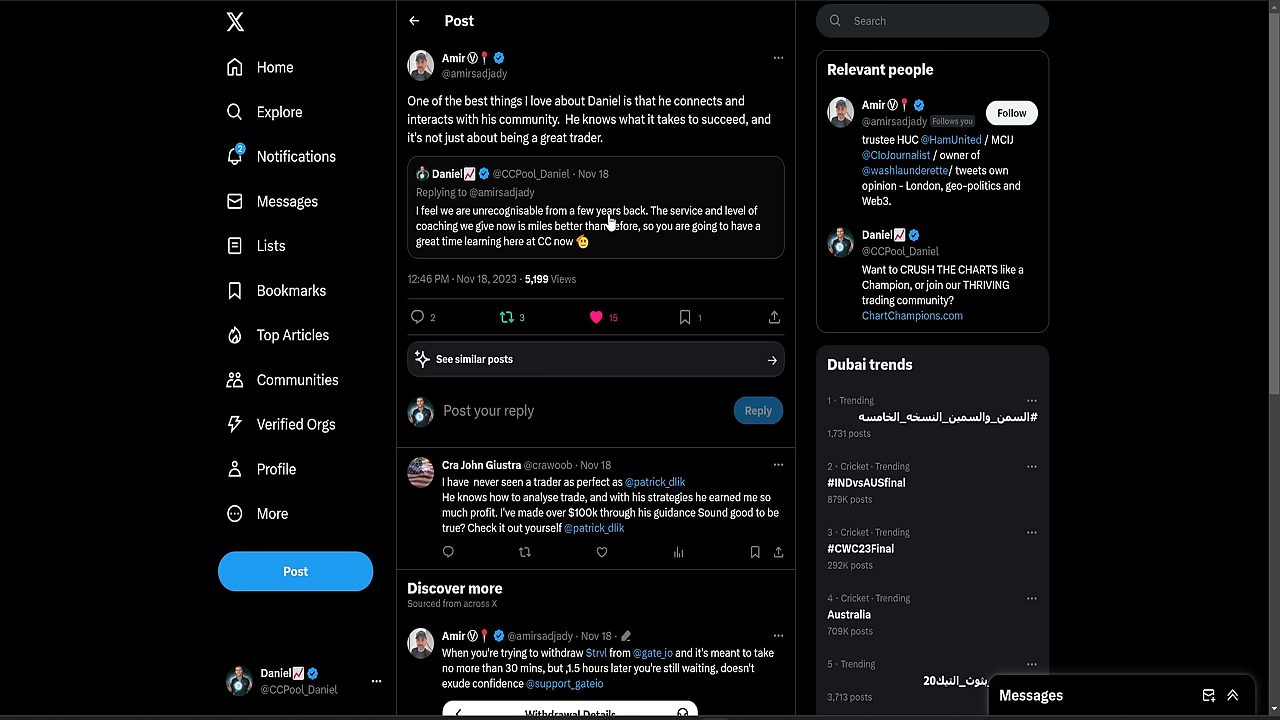 Home
Explore
2
Notifications
Messages
Lists
Bookmarks
Top Articles
Communities
Verified Orgs
Profile
More
Post
Daniel📈
@CCPool_Daniel
Post
Amir Ⓥ📍
@amirsadjady
One of the best things I love about Daniel is that he connects and
interacts with his community. He knows what it takes to succeed, and
it's not just about being a great trader.
Daniel📈 @CCPool_Daniel · Nov 18
Replying to @amirsadjady
I feel we are unrecognisable from a few years back. The service and level of
coaching we give now is miles better than before, so you are going to have a
great time learning here at CC now 🫡
12:46 PM · Nov 18, 2023 · 5,199 Views
2 3 15 1
See similar posts
Post your reply
Reply
Cra John Giustra @crawoob · Nov 18
I have never seen a trader as perfect as @patrick_dlik
He knows how to analyse trade, and with his strategies he earned me so
much profit. I've made over $100k through his guidance Sound good to be
true? Check it out yourself @patrick_dlik
Discover more
Sourced from across X
Amir Ⓥ📍 @amirsadjady · Nov 18 ·
When you're trying to withdraw $trvl from @gate_io and it's meant to take
no more than 30 mins, but ,1.5 hours later you're still waiting, doesn't
exude confidence @support_gateio
Withdrawal Details
Search
Relevant people
Amir Ⓥ📍
@amirsadjady Follows you
Follow
trustee HUC @HamUnited / MCIJ
@CIoJournalist / owner of
@washlaunderette/ tweets own
opinion - London, geo-politics and
Web3.
Daniel📈
@CCPool_Daniel
Want to CRUSH THE CHARTS like a
Champion, or join our THRIVING
trading community?
ChartChampions.com
Dubai trends
1 · Trending
#السمن_والسمين_النسخه_الخامسه
1,731 posts
2 · Cricket · Trending
#INDvsAUSfinal
879K posts
3 · Cricket · Trending
#CWC23Final
292K posts
4 · Cricket · Trending
Australia
709K posts
5 · Trending
3,713 posts
Messages